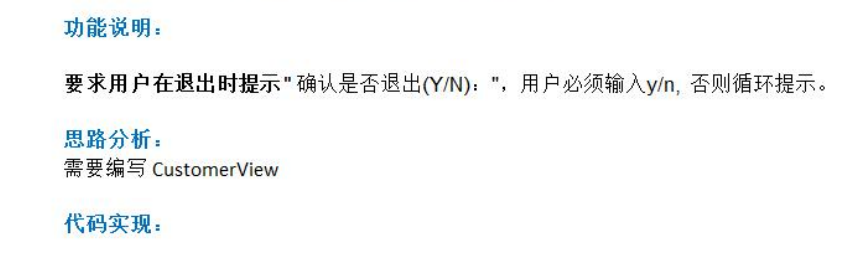 功能说明：
要求用户在退出时提示" 确认是否退出(Y/N)："，用户必须输入y/n, 否则循环提示。
思路分析：
需要编写 CustomerView
代码实现：